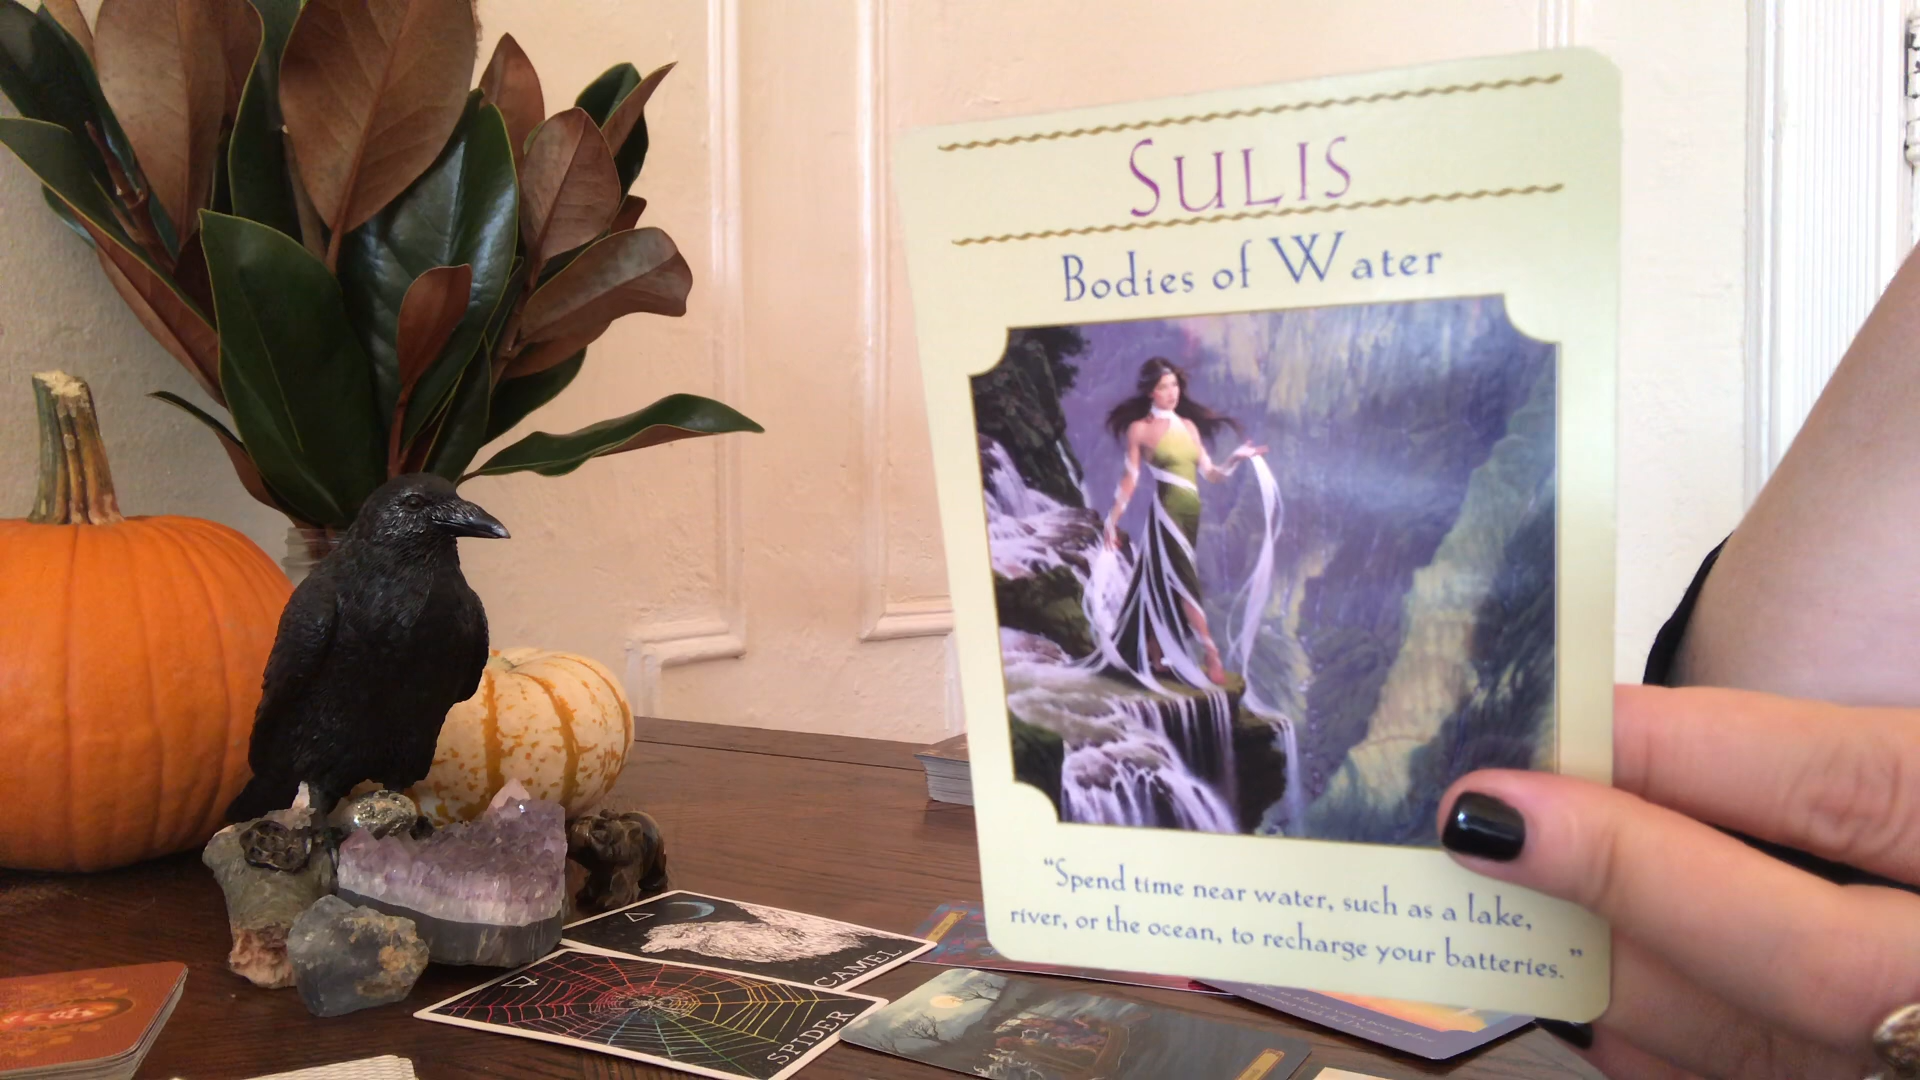 SULIS
Bodies of Water
“Spend time near water, such as a lake,
river, or the ocean, to recharge your batteries.”
CAMEL
SPIDER